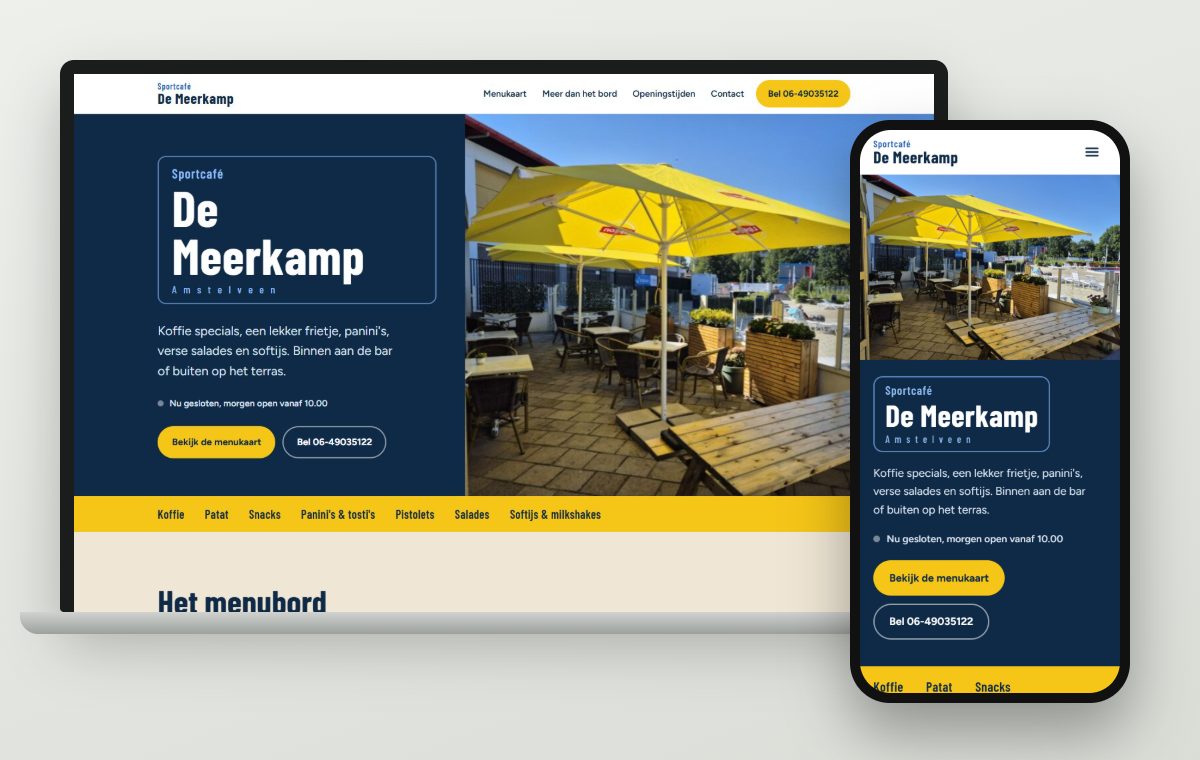 Sportcafé
De Meerkamp
Menukaart Meer dan het bord Openingstijden Contact Bel 06-49035122
Sportcafé
De
Meerkamp
Amstelveen
Koffie specials, een lekker frietje, panini's,
verse salades en softijs. Binnen aan de bar
of buiten op het terras.
Nu gesloten, morgen open vanaf 10.00
Bekijk de menukaart Bel 06-49035122
Koffie Patat Snacks Panini's & tosti's Pistolets Salades Softijs & milkshakes
Het menubord
Sportcafé
De Meerkamp
Sportcafé
De Meerkamp
Amstelveen
Koffie specials, een lekker frietje, panini's,
verse salades en softijs. Binnen aan de bar
of buiten op het terras.
Nu gesloten, morgen open vanaf 10.00
Bekijk de menukaart
Bel 06-49035122
Koffie Patat Snacks